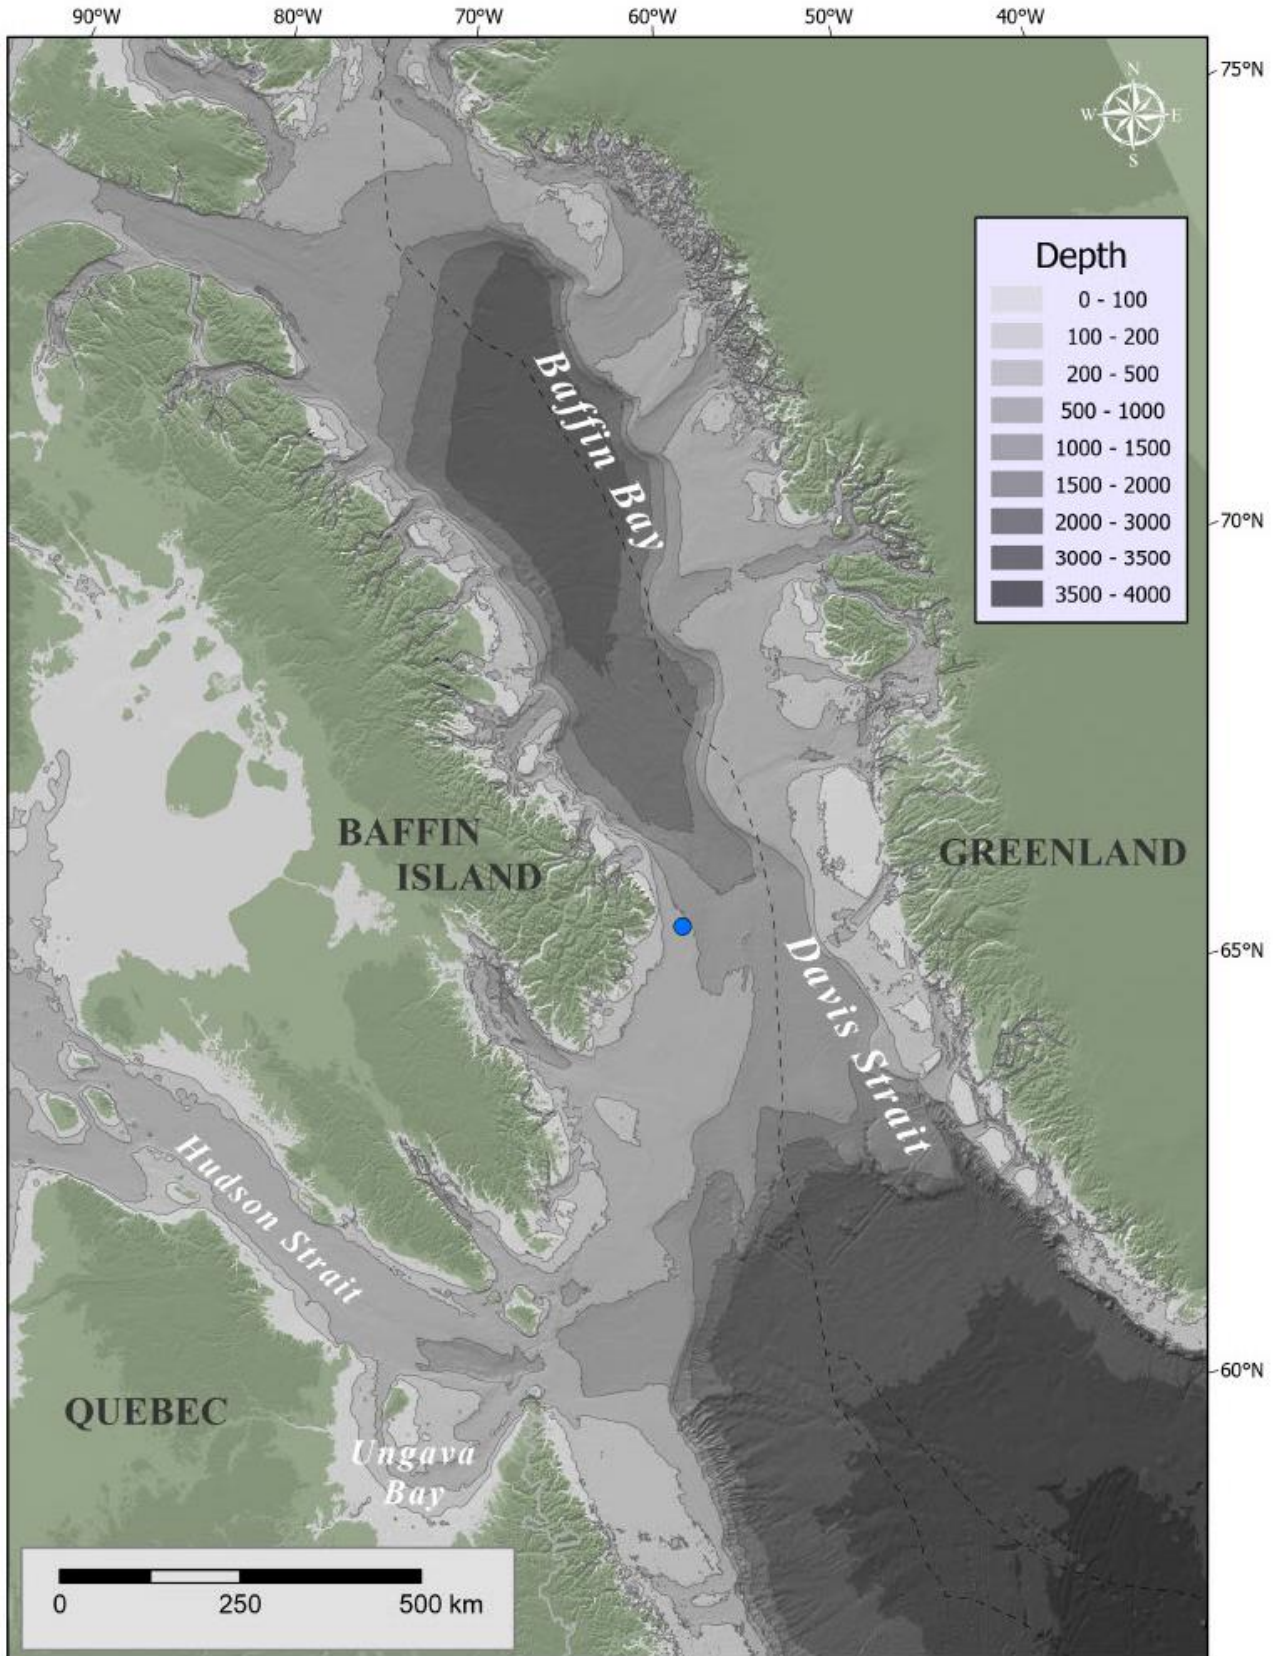 90°W 80°W 70°W 60°W 50°W 40°W
75°N
N
W E
S
Depth
0 - 100
100 - 200
200 - 500
500 - 1000
1000 - 1500
1500 - 2000
2000 - 3000
3000 - 3500
3500 - 4000
Baffin Bay
70°N
BAFFIN
ISLAND
GREENLAND
65°N
Davis Strait
Hudson Strait
60°N
QUEBEC
Ungava
Bay
0 250 500 km